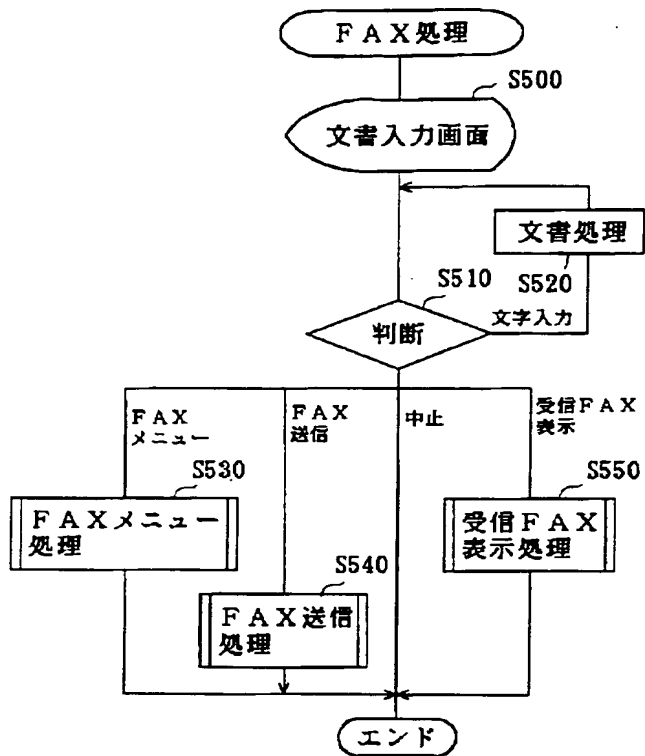 ＦＡＸ処理
S500
文書入力画面
文書処理
S520
S510
判断
文字入力
ＦＡＸ
メニュー
ＦＡＸ
送信
中止
受信ＦＡＸ
表示
S530
ＦＡＸメニュー
処理
S540
ＦＡＸ送信
処理
S550
受信ＦＡＸ
表示処理
エンド